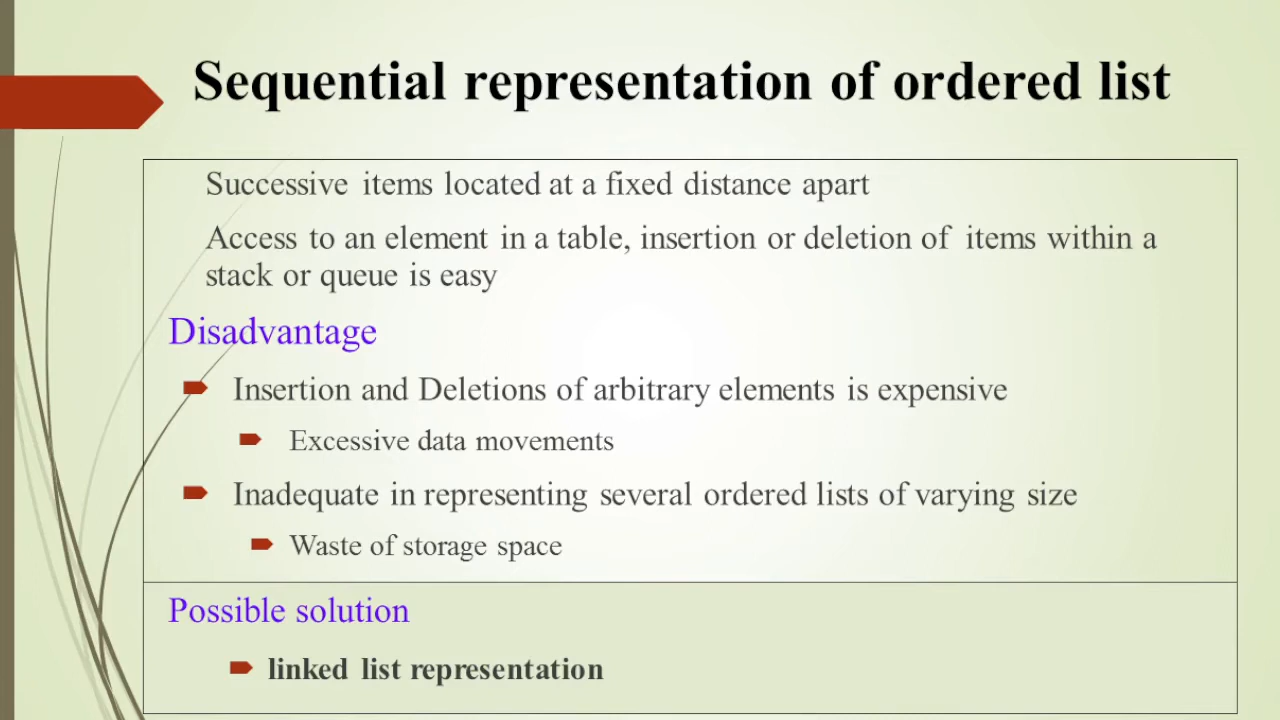 Sequential representation of ordered list
Successive items located at a fixed distance apart
Access to an element in a table, insertion or deletion of items within a
stack or queue is easy
Disadvantage
Insertion and Deletions of arbitrary elements is expensive
Excessive data movements
Inadequate in representing several ordered lists of varying size
Waste of storage space
Possible solution
linked list representation